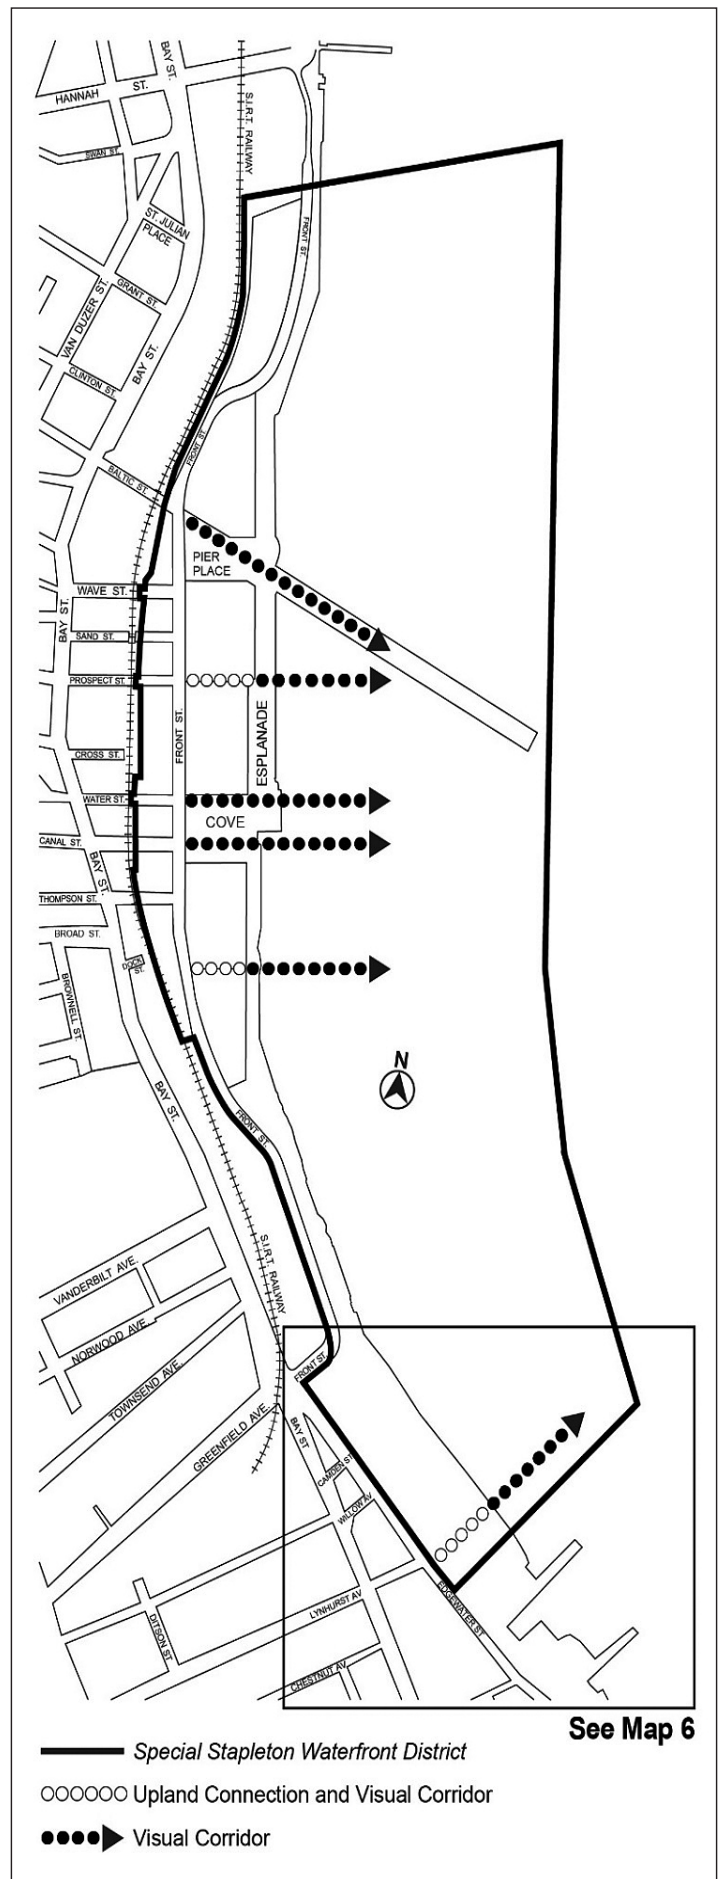 BAY ST.
HANNAH ST.
S.I.R.T. RAILWAY
SWAN ST.
ST. JULIAN
PLACE
FRONT ST.
GRANT ST.
VAN DUZER ST.
BAY ST.
CLINTON ST.
FRONT ST.
BALTIC ST.
PIER
PLACE
WAVE ST.
BAY ST.
SAND ST.
PROSPECT ST.
FRONT ST.
ESPLANADE
CROSS ST.
WATER ST.
COVE
CANAL ST.
BAY ST.
THOMPSON ST.
BROAD ST.
DOCK
ST.
BROWNELL ST.
N
BAY ST.
FRONT ST.
S.I.R.T. RAILWAY
VANDERBILT AVE.
NORWOOD AVE.
FRONT ST.
TOWNSEND AVE.
GREENFIELD AVE.
BAY ST
CAMDEN ST
WILLOW AV
EDGEWATER ST
LYNHURST AV
DITSON ST
CHESTNUT AV
See Map 6
Special Stapleton Waterfront District
Upland Connection and Visual Corridor
Visual Corridor